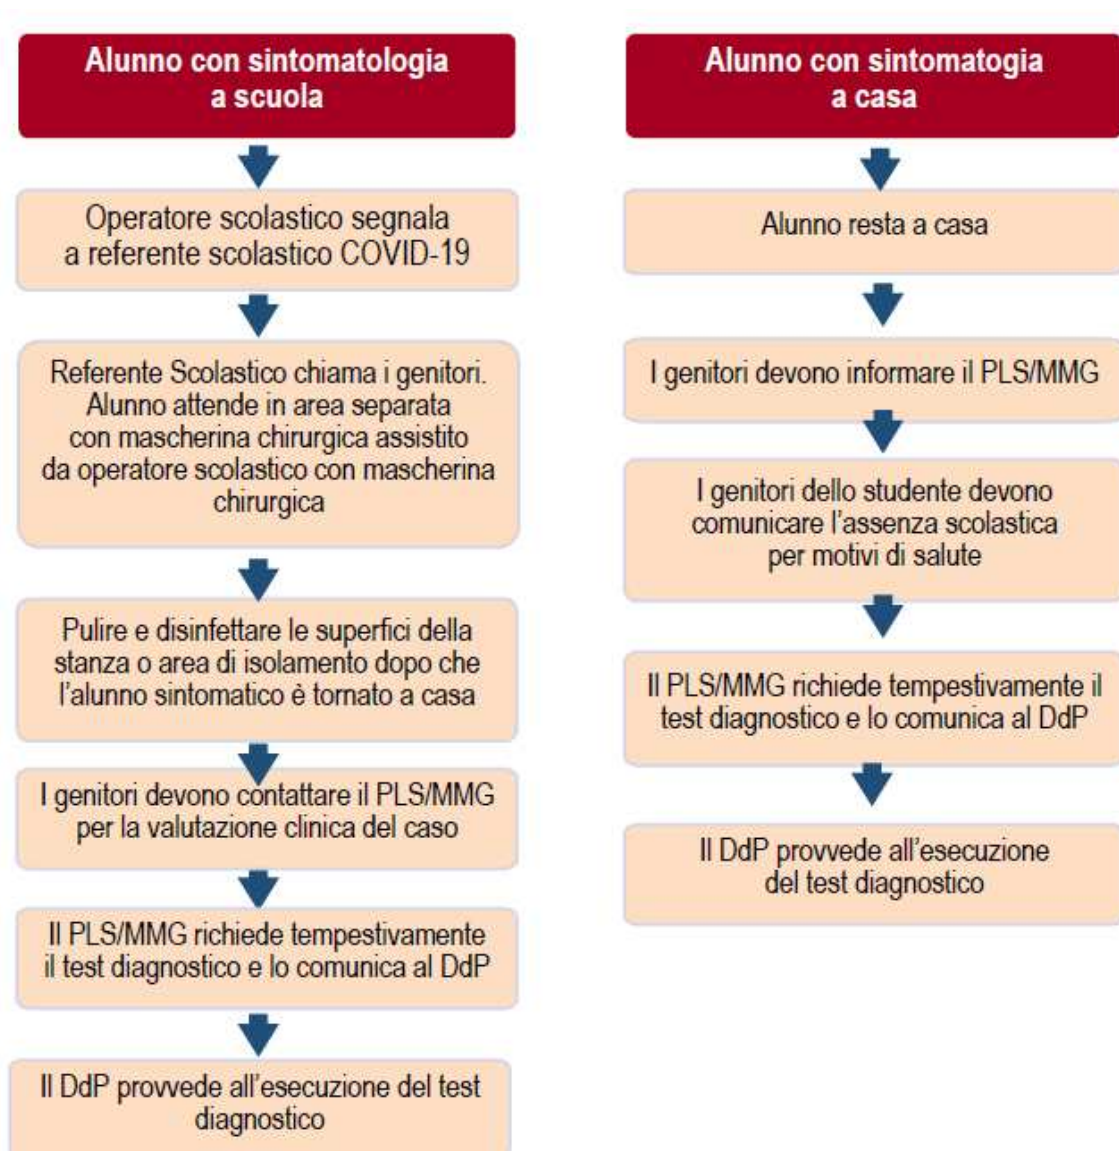 Alunno con sintomatologia
a scuola
Operatore scolastico segnala
a referente scolastico COVID-19
Referente Scolastico chiama i genitori.
Alunno attende in area separata
con mascherina chirurgica assistito
da operatore scolastico con mascherina
chirurgica
Pulire e disinfettare le superfici della
stanza o area di isolamento dopo che
l'alunno sintomatico è tornato a casa
I genitori devono contattare il PLS/MMG
per la valutazione clinica del caso
Il PLS/MMG richiede tempestivamente
il test diagnostico e lo comunica al DdP
Il DdP provvede all'esecuzione del test
diagnostico
Alunno con sintomatogia
a casa
Alunno resta a casa
I genitori devono informare il PLS/MMG
I genitori dello studente devono
comunicare l'assenza scolastica
per motivi di salute
Il PLS/MMG richiede tempestivamente il
test diagnostico e lo comunica al DdP
Il DdP provvede all'esecuzione
del test diagnostico